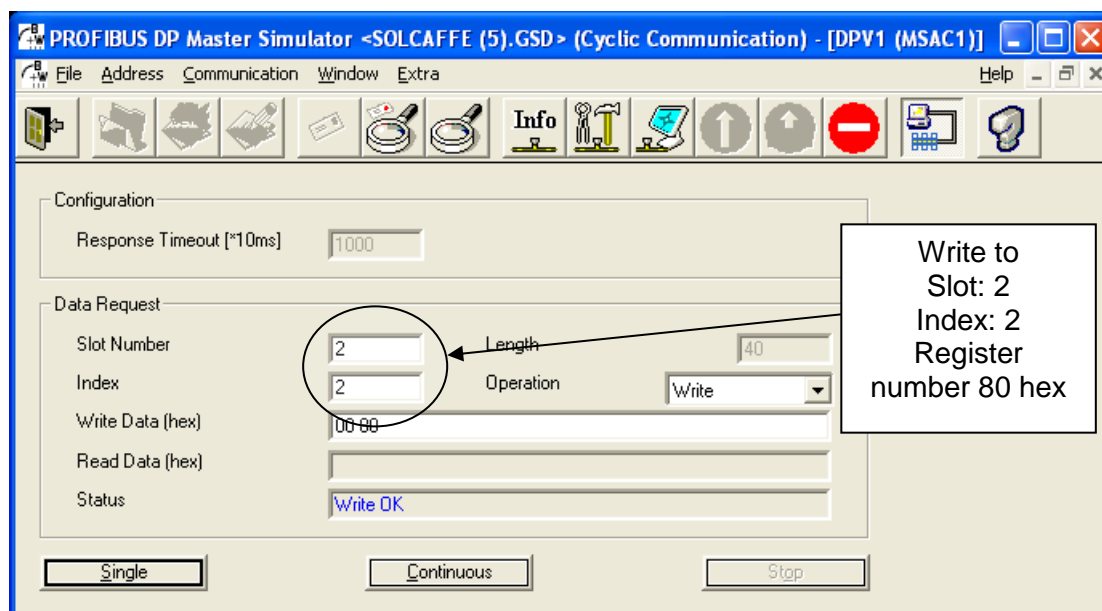 PROFIBUS DP Master Simulator <SOLCAFFE (5).GSD> (Cyclic Communication) - [DPV1 (MSAC1)]
File Address Communication Window Extra Help
Info
Configuration
Response Timeout [*10ms] 1000
Data Request
Slot Number 2 Length 40
Index 2 Operation Write
Write Data (hex) 00 80
Read Data (hex)
Status Write OK
Single Continuous Stop
Write to
Slot: 2
Index: 2
Register
number 80 hex